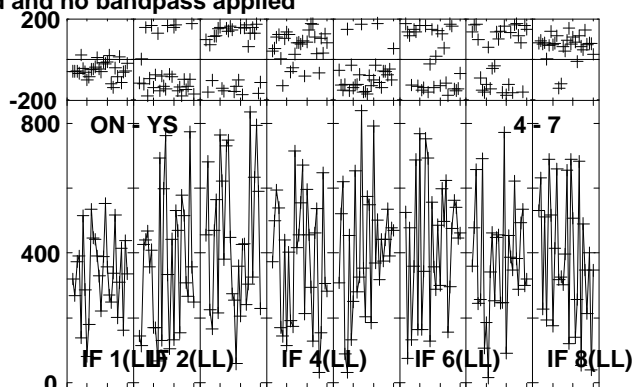 and no bandpass applied
200
-200
800
ON - YS 4 - 7
400
IF 1(LL) IF 2(LL) IF 4(LL) IF 6(LL) IF 8(LL)
0